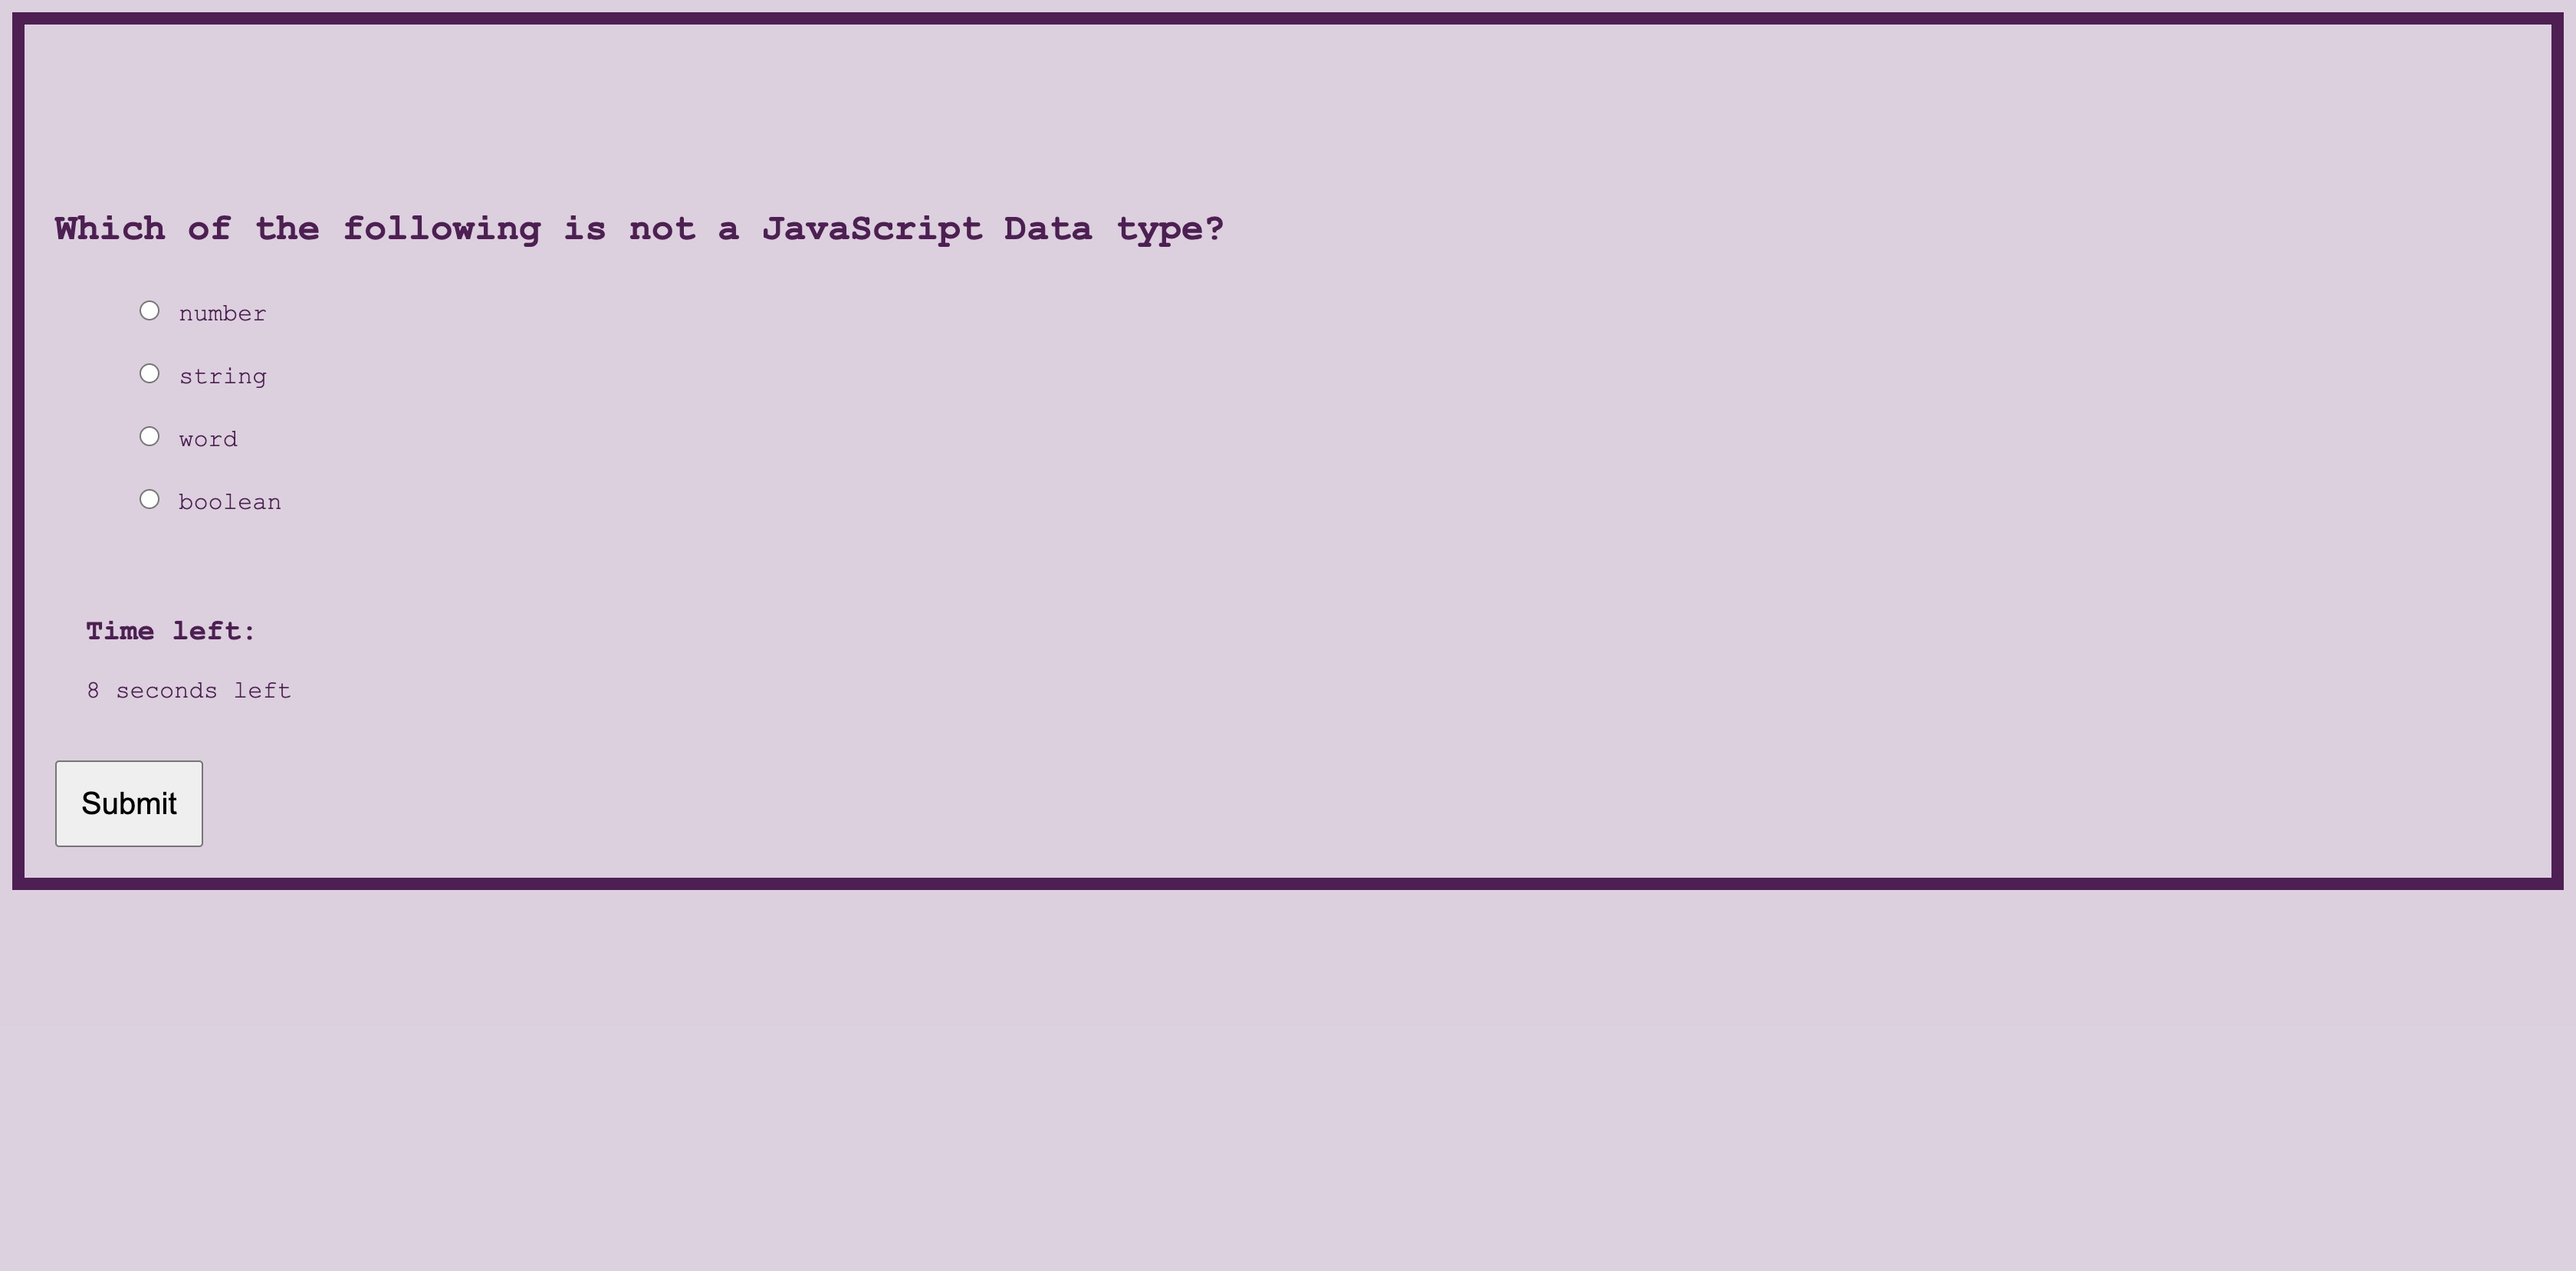 Which of the following is not a JavaScript Data type?
number
string
word
boolean
Time left:
8 seconds left
Submit